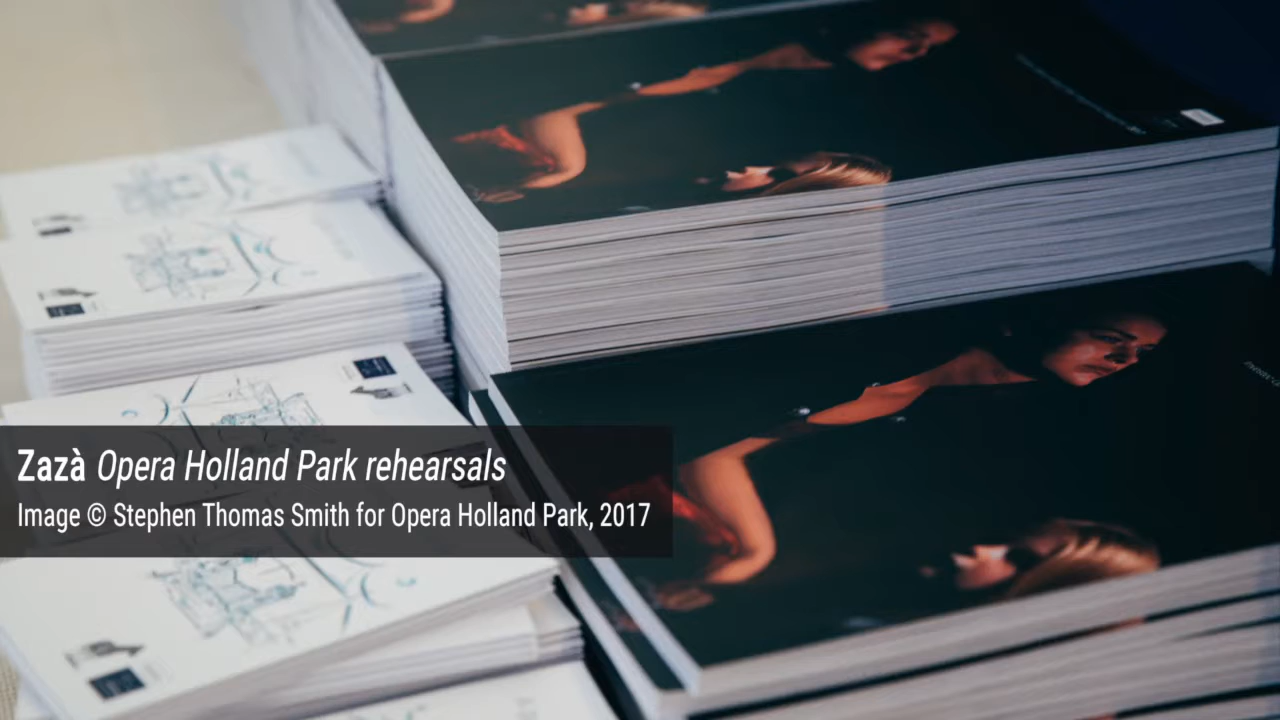 Zazà Opera Holland Park rehearsals
Image © Stephen Thomas Smith for Opera Holland Park, 2017